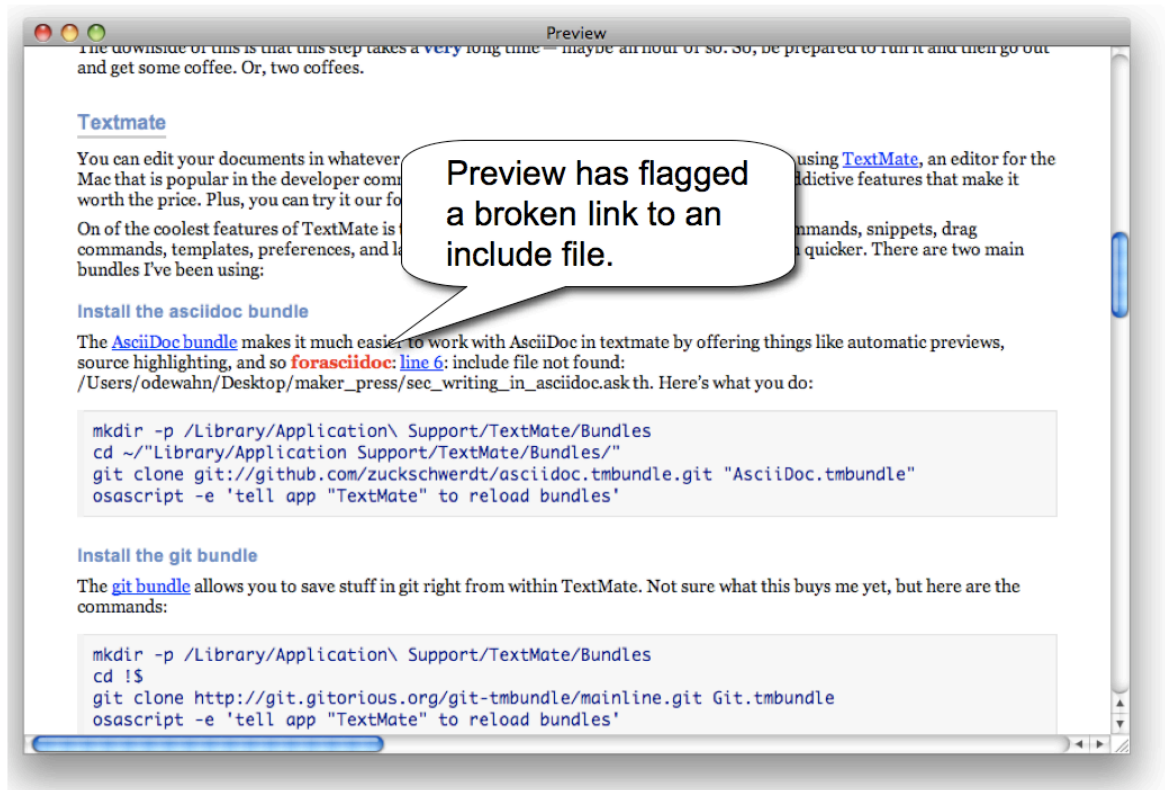 Preview
The downside of this is that this step takes a very long time — maybe an hour or so. So, be prepared to run it and then go out
and get some coffee. Or, two coffees.
Textmate
You can edit your documents in whatever using TextMate, an editor for the
Mac that is popular in the developer com ddictive features that make it
worth the price. Plus, you can try it our fo
On of the coolest features of TextMate is mmands, snippets, drag
commands, templates, preferences, and la quicker. There are two main
bundles I've been using:
Preview has flagged
a broken link to an
include file.
Install the asciidoc bundle
The AsciiDoc bundle makes it much easier to work with AsciiDoc in textmate by offering things like automatic previews,
source highlighting, and so forasciidoc: line 6: include file not found:
/Users/odewahn/Desktop/maker_press/sec_writing_in_asciidoc.ask th. Here's what you do:
mkdir -p /Library/Application\ Support/TextMate/Bundles
cd ~/"Library/Application Support/TextMate/Bundles/"
git clone git://github.com/zuckschwerdt/asciidoc.tmbundle.git "AsciiDoc.tmbundle"
osascript -e 'tell app "TextMate" to reload bundles'
Install the git bundle
The git bundle allows you to save stuff in git right from within TextMate. Not sure what this buys me yet, but here are the
commands:
mkdir -p /Library/Application\ Support/TextMate/Bundles
cd !$
git clone http://git.gitorious.org/git-tmbundle/mainline.git Git.tmbundle
osascript -e 'tell app "TextMate" to reload bundles'